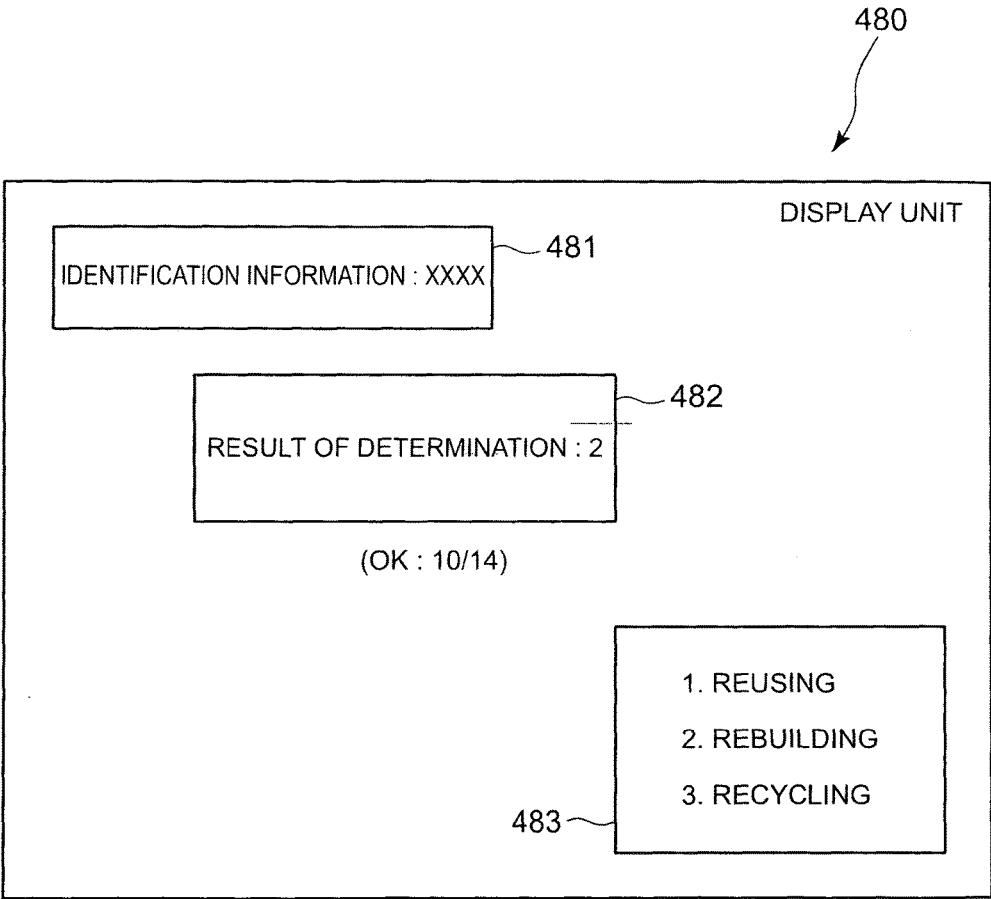 480
DISPLAY UNIT
481
IDENTIFICATION INFORMATION : XXXX
482
RESULT OF DETERMINATION : 2
(OK : 10/14)
1. REUSING
2. REBUILDING
3. RECYCLING
483